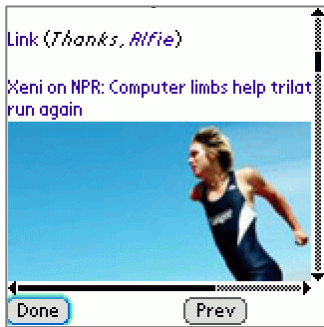 Link (Thanks, Alfie)
Xeni on NPR: Computer limbs help trilat
run again
Done
Prev